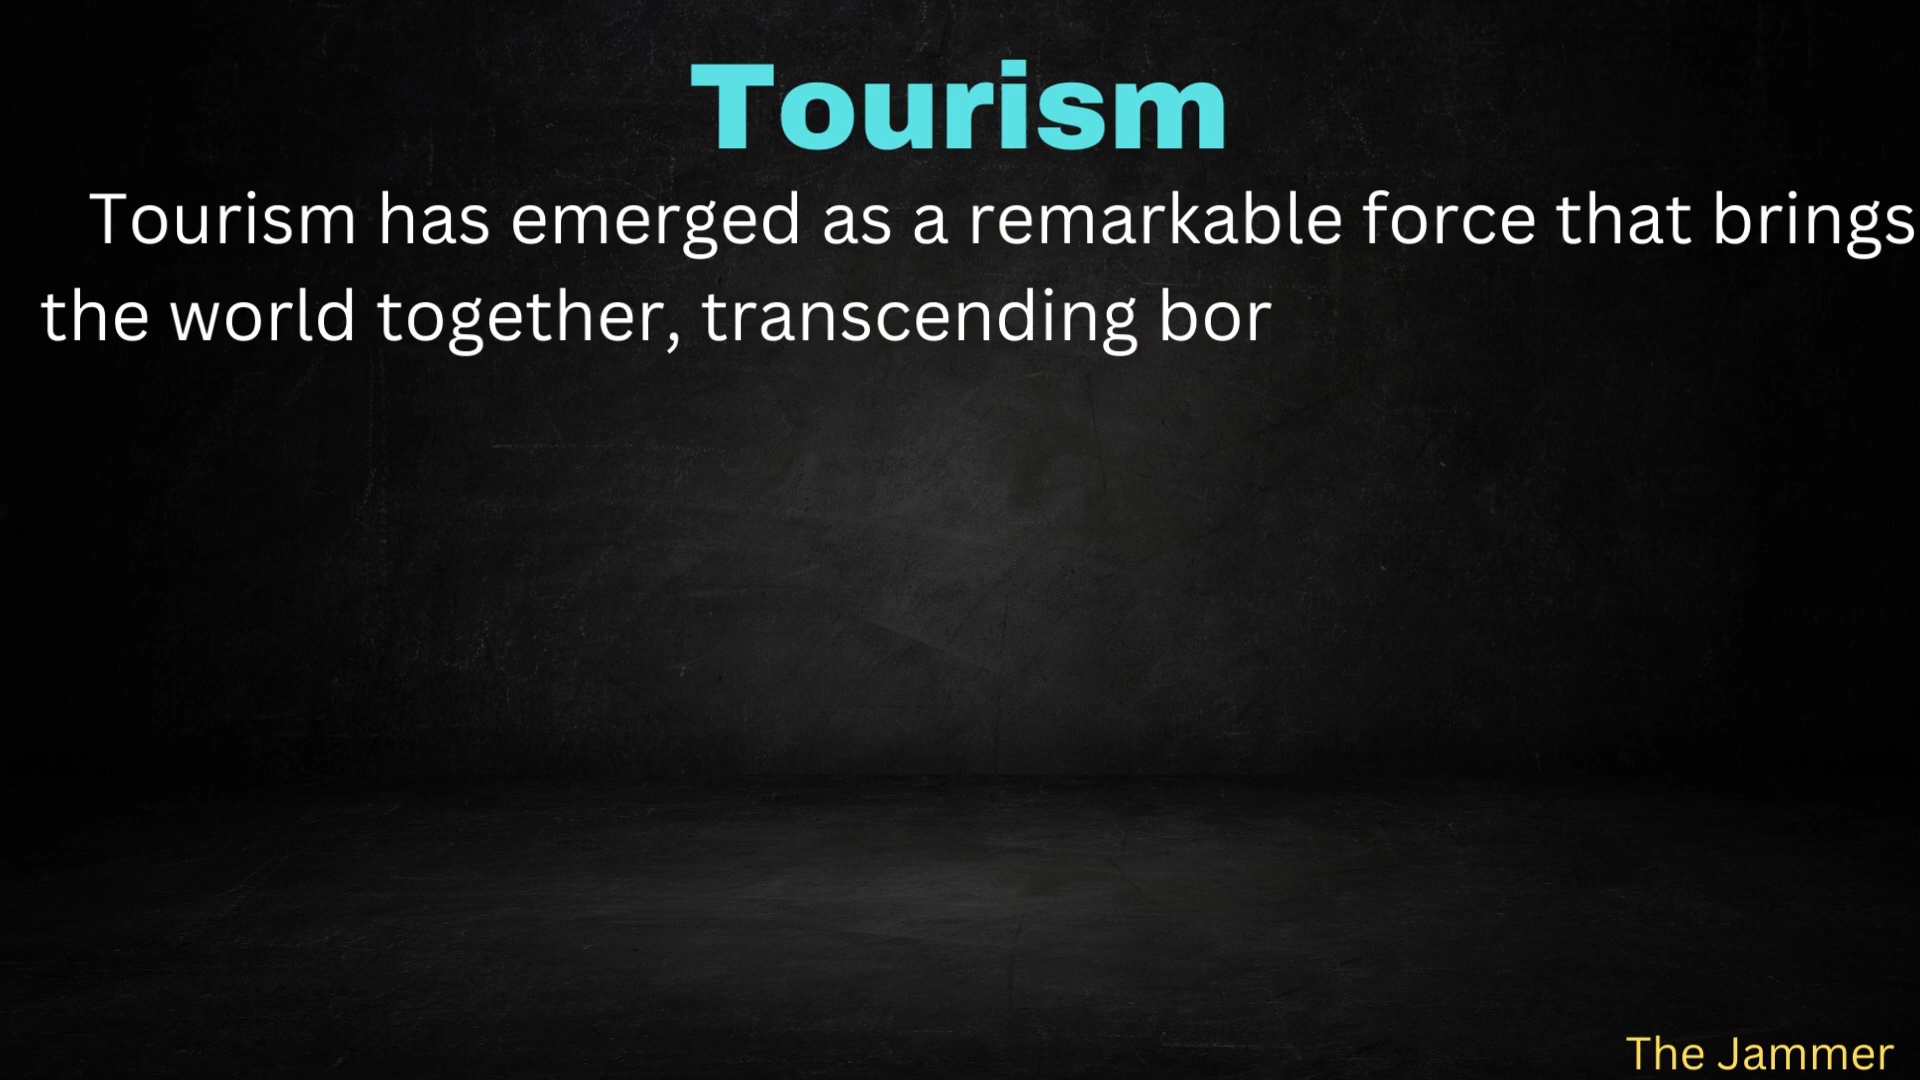 Tourism
Tourism has emerged as a remarkable force that brings
the world together, transcending bor
The Jammer